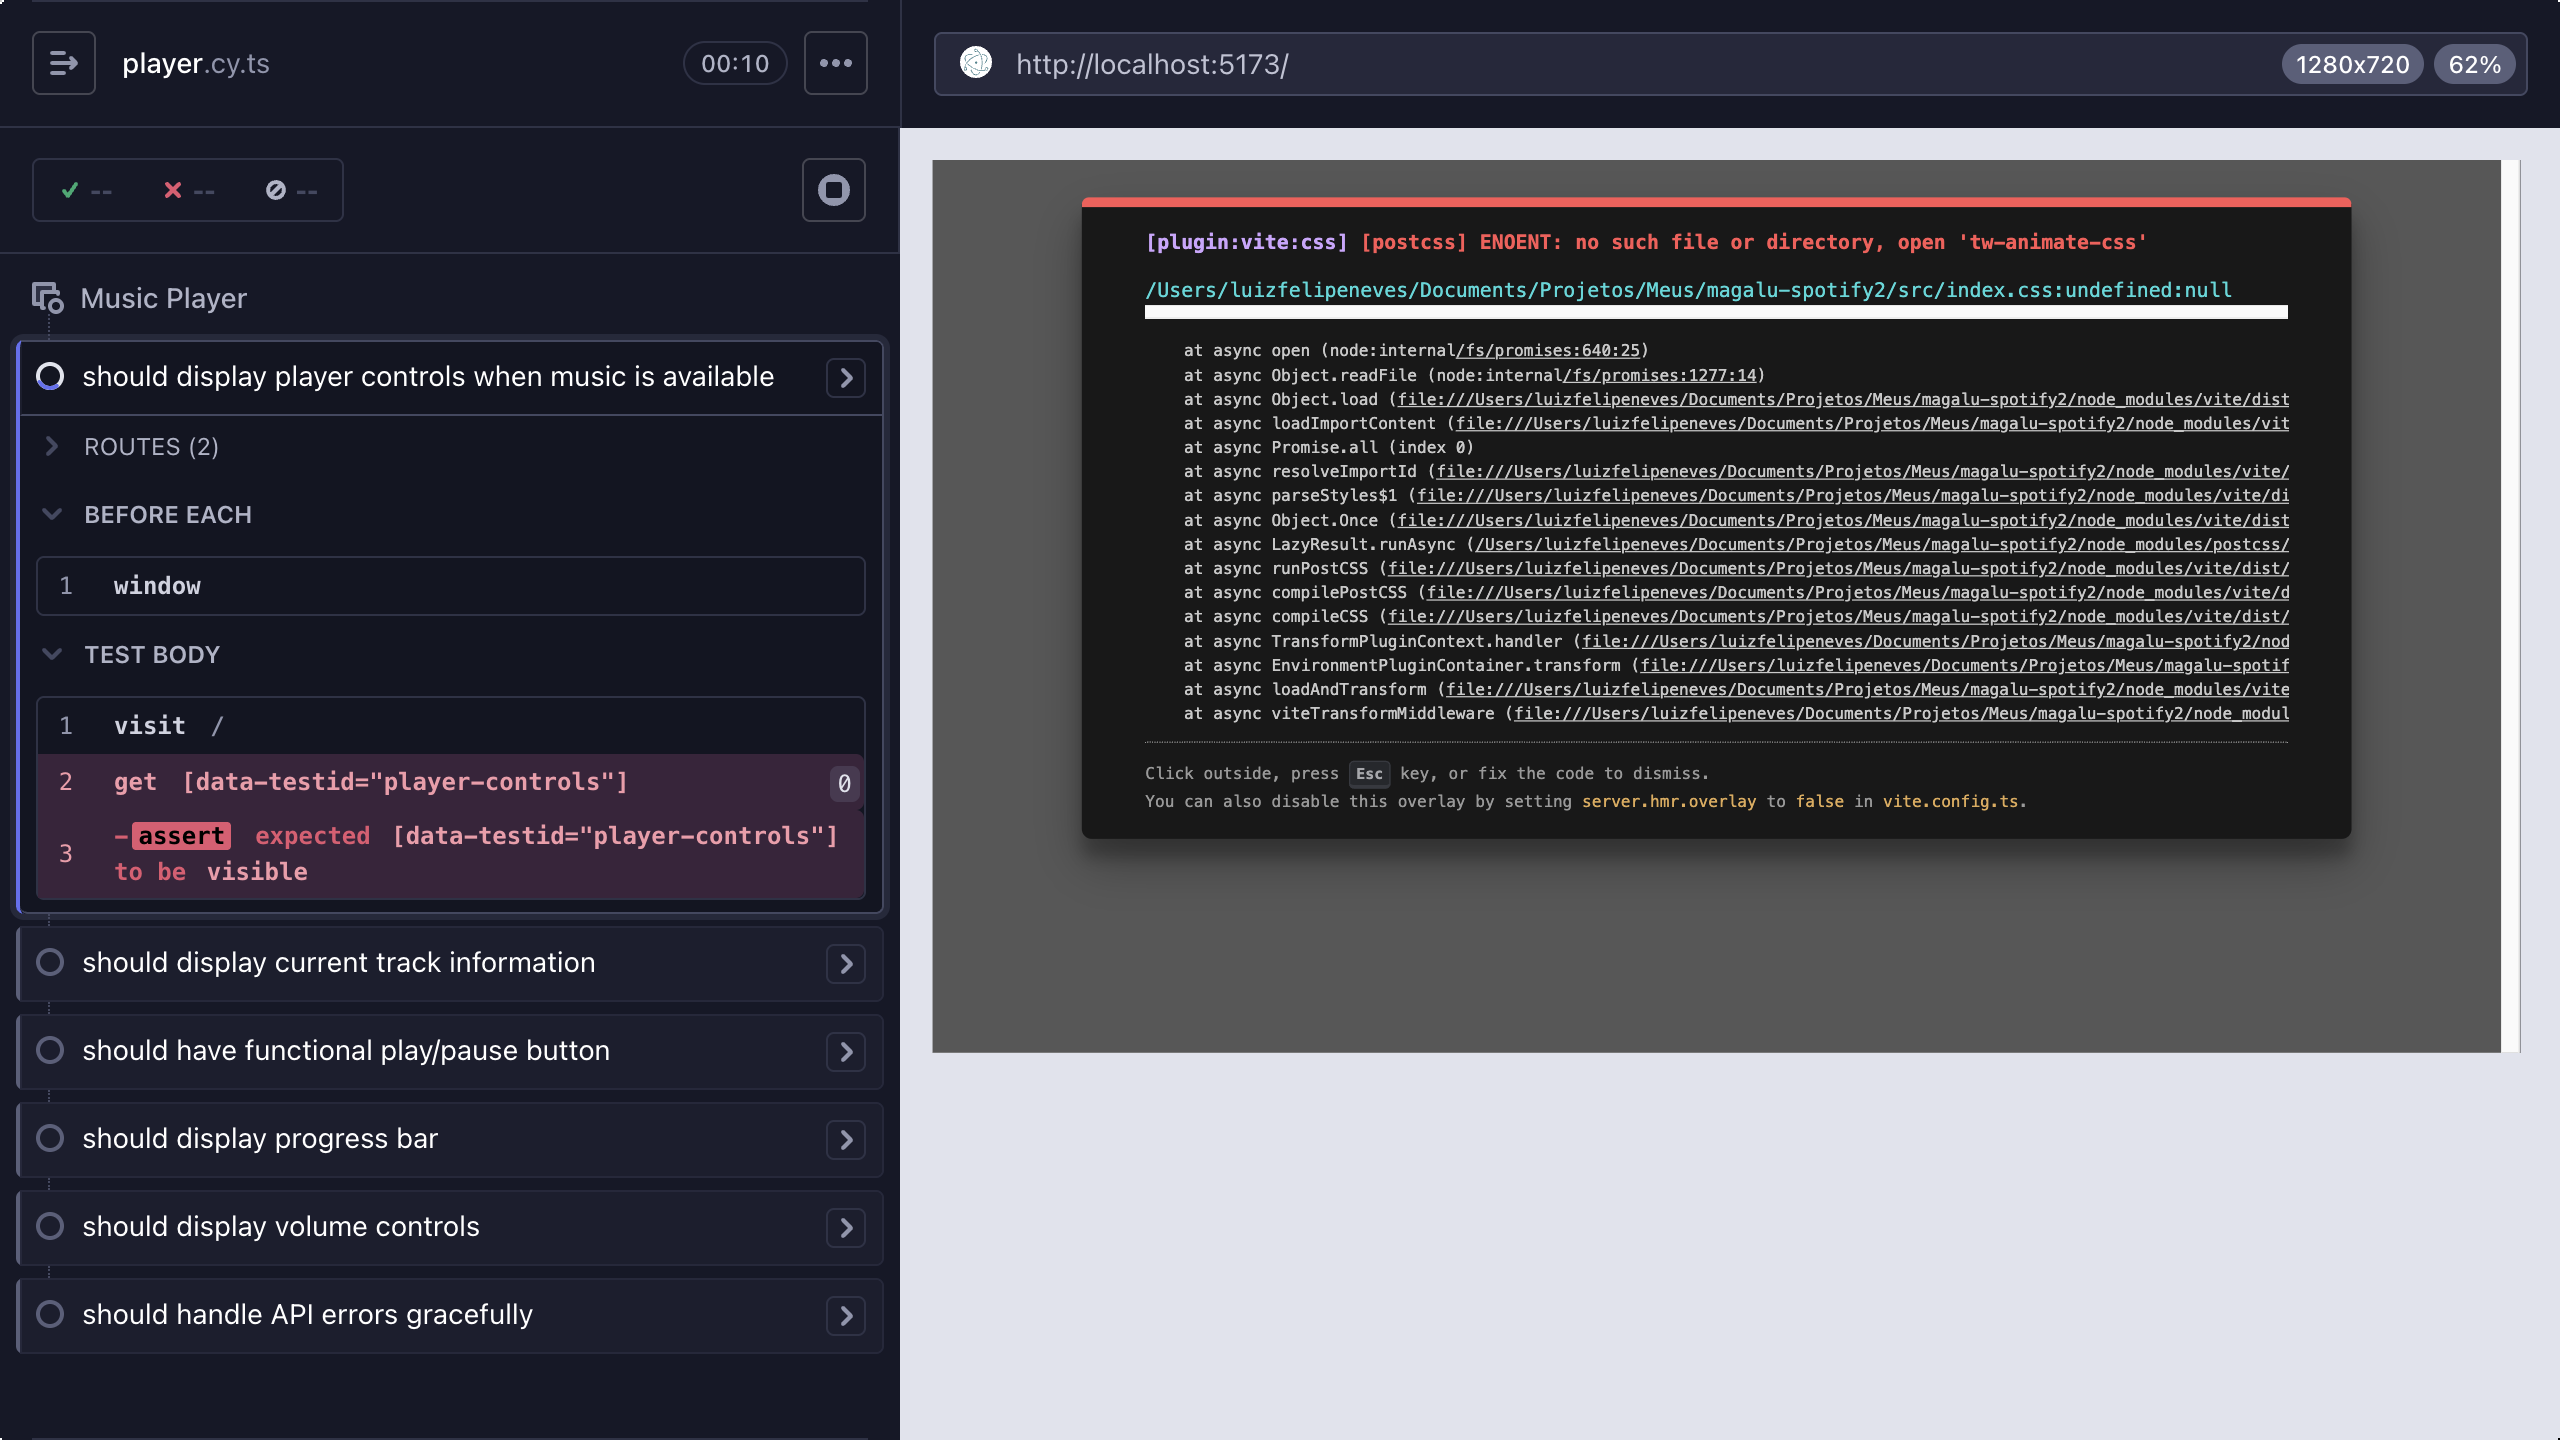 player.cy.ts
00:10
--
--
--
Music Player
should display player controls when music is available
ROUTES (2)
BEFORE EACH
1 window
TEST BODY
1 visit /
2 get [data-testid="player-controls"] 0
3 -assert expected [data-testid="player-controls"]
to be visible
should display current track information
should have functional play/pause button
should display progress bar
should display volume controls
should handle API errors gracefully
http://localhost:5173/
1280x720
62%
[plugin:vite:css] [postcss] ENOENT: no such file or directory, open 'tw-animate-css'
/Users/luizfelipeneves/Documents/Projetos/Meus/magalu-spotify2/src/index.css:undefined:null
at async open (node:internal/fs/promises:640:25)
at async Object.readFile (node:internal/fs/promises:1277:14)
at async Object.load (file:///Users/luizfelipeneves/Documents/Projetos/Meus/magalu-spotify2/node_modules/vite/dist
at async loadImportContent (file:///Users/luizfelipeneves/Documents/Projetos/Meus/magalu-spotify2/node_modules/vit
at async Promise.all (index 0)
at async resolveImportId (file:///Users/luizfelipeneves/Documents/Projetos/Meus/magalu-spotify2/node_modules/vite/
at async parseStyles$1 (file:///Users/luizfelipeneves/Documents/Projetos/Meus/magalu-spotify2/node_modules/vite/di
at async Object.Once (file:///Users/luizfelipeneves/Documents/Projetos/Meus/magalu-spotify2/node_modules/vite/dist
at async LazyResult.runAsync (/Users/luizfelipeneves/Documents/Projetos/Meus/magalu-spotify2/node_modules/postcss/
at async runPostCSS (file:///Users/luizfelipeneves/Documents/Projetos/Meus/magalu-spotify2/node_modules/vite/dist/
at async compilePostCSS (file:///Users/luizfelipeneves/Documents/Projetos/Meus/magalu-spotify2/node_modules/vite/d
at async compileCSS (file:///Users/luizfelipeneves/Documents/Projetos/Meus/magalu-spotify2/node_modules/vite/dist/
at async TransformPluginContext.handler (file:///Users/luizfelipeneves/Documents/Projetos/Meus/magalu-spotify2/nod
at async EnvironmentPluginContainer.transform (file:///Users/luizfelipeneves/Documents/Projetos/Meus/magalu-spotif
at async loadAndTransform (file:///Users/luizfelipeneves/Documents/Projetos/Meus/magalu-spotify2/node_modules/vite
at async viteTransformMiddleware (file:///Users/luizfelipeneves/Documents/Projetos/Meus/magalu-spotify2/node_modul
Click outside, press Esc key, or fix the code to dismiss.
You can also disable this overlay by setting server.hmr.overlay to false in vite.config.ts.